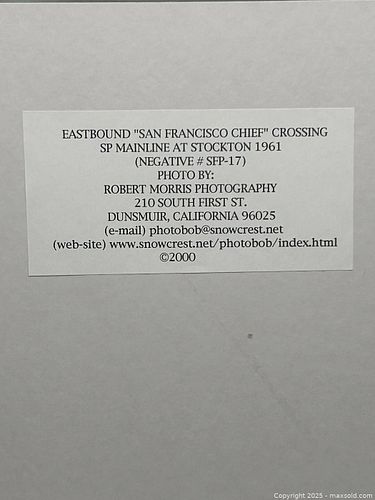 EASTBOUND "SAN FRANCISCO CHIEF" CROSSING
SP MAINLINE AT STOCKTON 1961
(NEGATIVE # SFP-17)
PHOTO BY:
ROBERT MORRIS PHOTOGRAPHY
210 SOUTH FIRST ST.
DUNSMUIR, CALIFORNIA 96025
(e-mail) photobob@snowcrest.net
(web-site) www.snowcrest.net/photobob/index.html
©2000
Copyright 2025 - maxsold.com